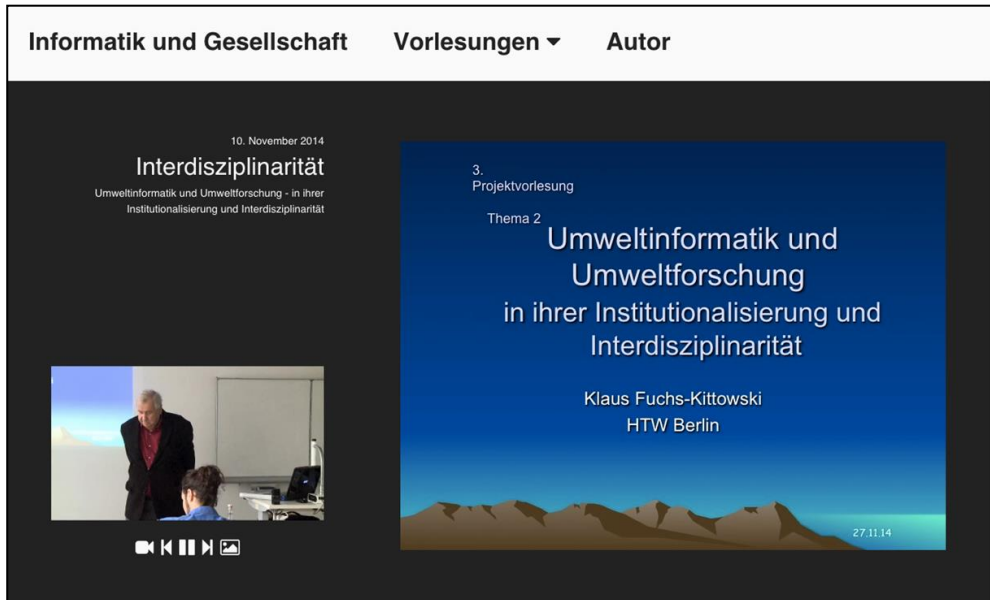 Informatik und Gesellschaft Vorlesungen Autor
10. November 2014
Interdisziplinarität
Umweltinformatik und Umweltforschung - in ihrer
Institutionalisierung und Interdisziplinarität
3.
Projektvorlesung
Thema 2
Umweltinformatik und
Umweltforschung
in ihrer Institutionalisierung und
Interdisziplinarität
Klaus Fuchs-Kittowski
HTW Berlin
27.11.14